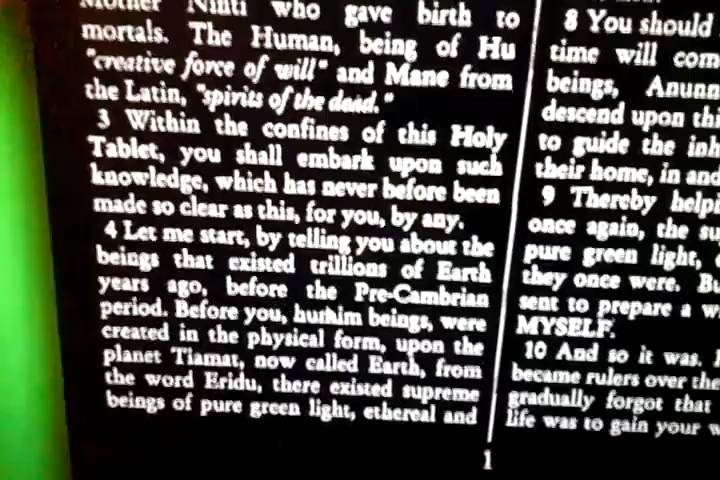 Mother Ninti who gave birth to
mortals. The Human, being of Hu
"creative force of will" and Mane from
the Latin, "spirits of the dead."
3 Within the confines of this Holy
Tablet, you shall embark upon such
knowledge, which has never before been
made so clear as this, for you, by any.
4 Let me start, by telling you about the
beings that existed trillions of Earth
years ago, before the Pre-Cambrian
period. Before you, hu beings, were
created in the physical form, upon the
planet Tiamat, now called Earth, from
the word Eridu, there existed supreme
beings of pure green light, ethereal and
8 You should
time will com
beings, Anunn
descend upon thi
to guide the inh
their home, in and
9 Thereby helpi
once again, the su
pure green light,
they once were. Bu
sent to prepare a w
MYSELF.
10 And so it was.
became rulers over the
gradually forgot that
life was to gain your w
1